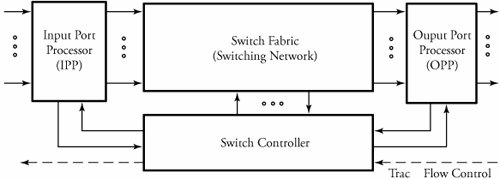 Input Port
Processor
(IPP)
Switch Fabric
(Switching Network)
Ouput Port
Processor
(OPP)
Switch Controller
Trac Flow Control